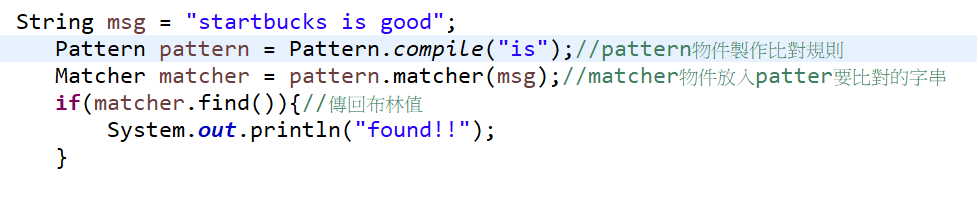 String msg = "startbucks is good";
Pattern pattern = Pattern.compile("is");//pattern物件製作比對規則
Matcher matcher = pattern.matcher(msg);//matcher物件放入patter要比對的字串
if(matcher.find()){//傳回布林值
System.out.println("found!!");
}